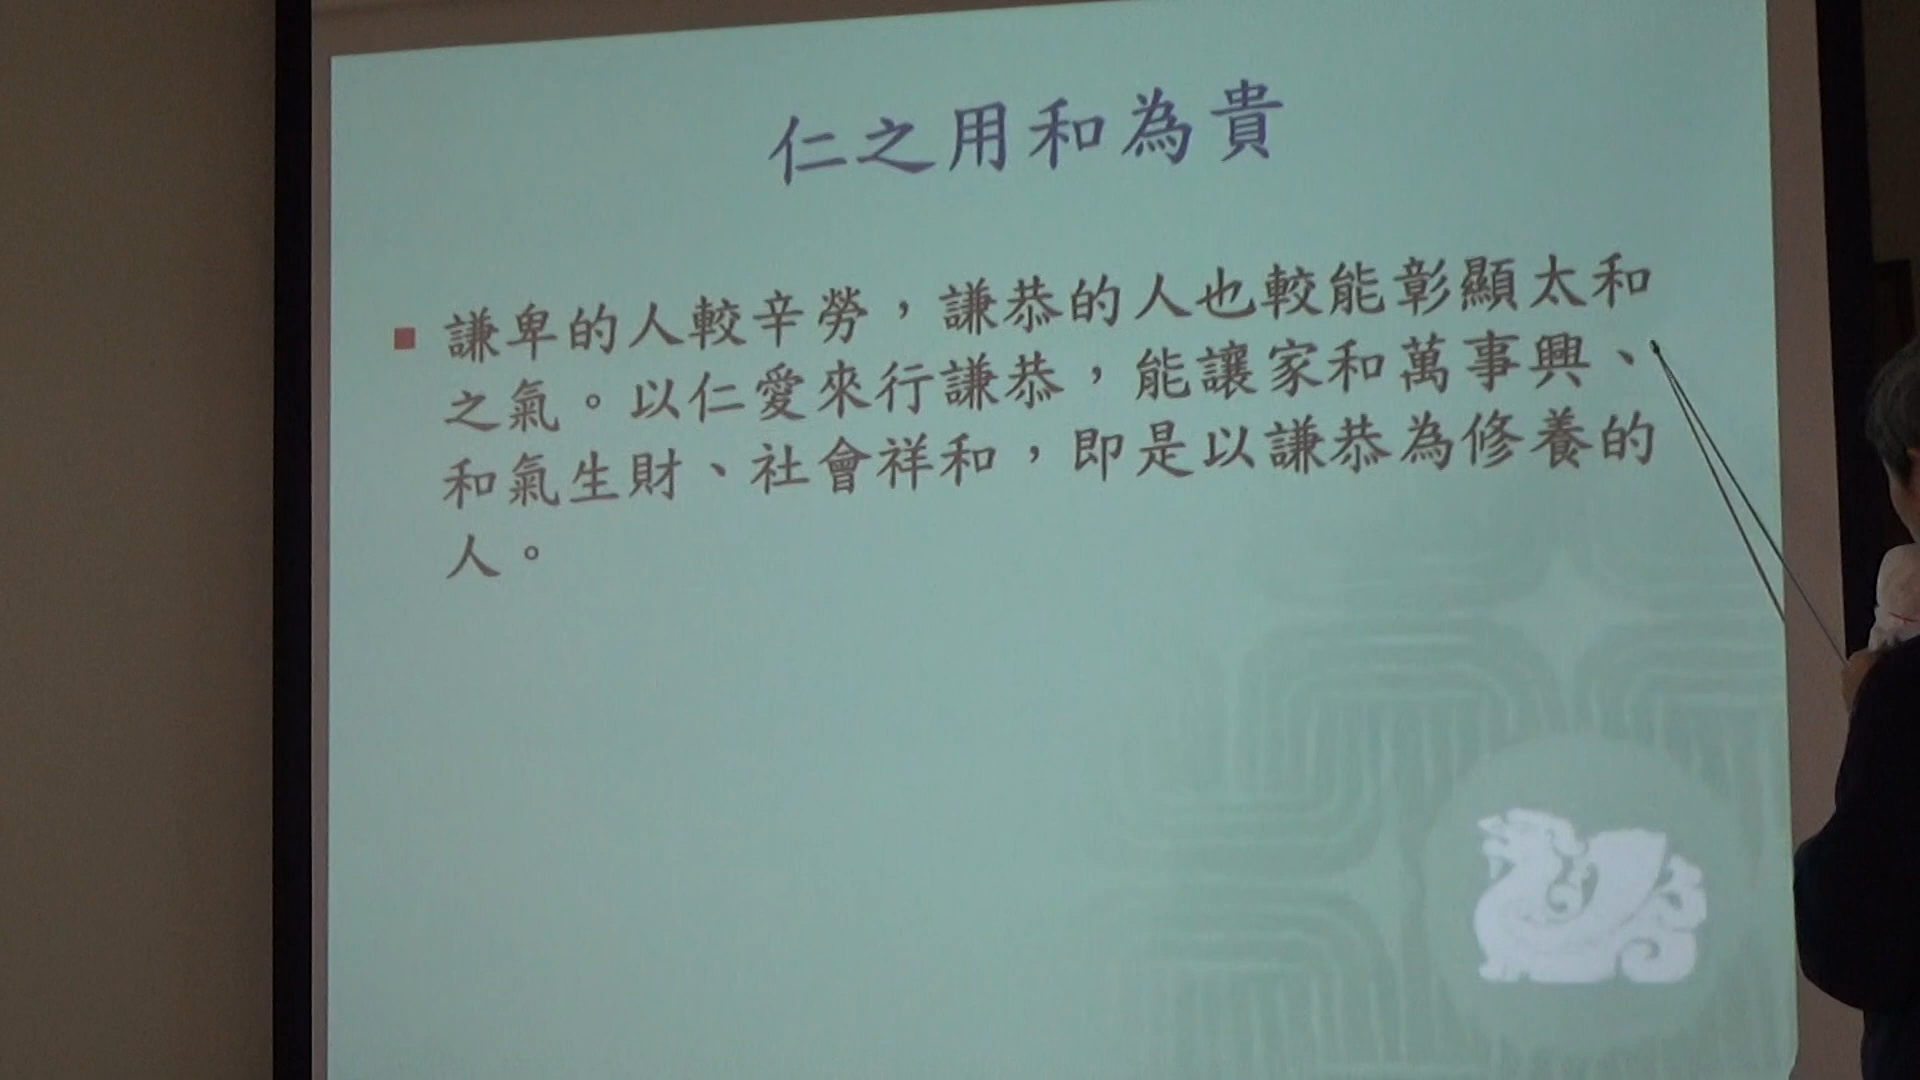 仁之用和為貴
謙卑的人較辛勞，謙恭的人也較能彰顯太和
之氣。以仁愛來行謙恭，能讓家和萬事興、
和氣生財、社會祥和，即是以謙恭為修養的
人。